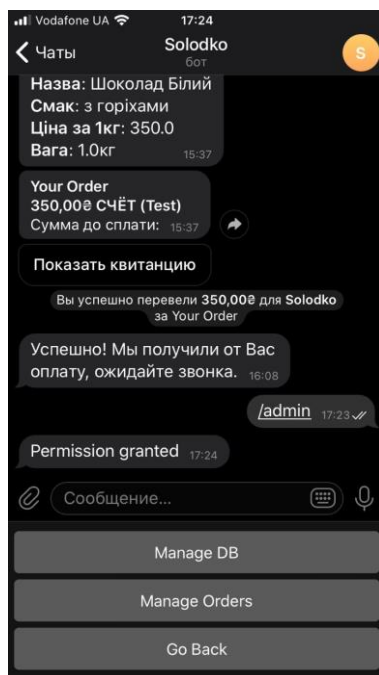 Vodafone UA 17:24
Чаты Solodko S
бот
Назва: Шоколад Білий
Смак: з горіхами
Ціна за 1кг: 350.0
Вага: 1.0кг 15:37
Your Order
350,00₴ СЧЁТ (Test)
Сумма до сплати: 15:37
Показать квитанцию
Вы успешно перевели 350,00₴ для Solodko
за Your Order
Успешно! Мы получили от Вас
оплату, ожидайте звонка. 16:08
/admin 17:23
Permission granted 17:24
Сообщение...
Manage DB
Manage Orders
Go Back